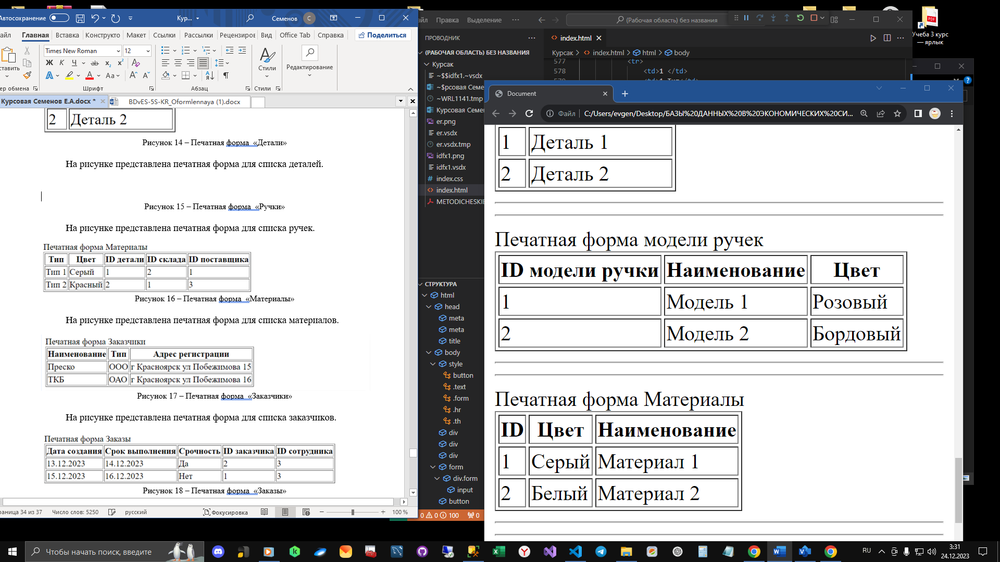 Автосохранение
Кур...
Семенов
С
айл
Главная
Вставка
Конструкто
Макет
Ссылки
Рассылки
Рецензиро
Вид
Office Tab
Справка
Поделиться
Times New Roman
12
Ж К Ч ab x₂ x²
ставить
Стили
Редактирование
ер обмена
Шрифт
Абзац
Стили
Курсовая Семенов Е.А.docx *
BDvES-5S-KR_Oformlennaya (1).docx
2 Деталь 2
Рисунок 14 – Печатная форма «Детали»
На рисунке представлена печатная форма для списка деталей.
Рисунок 15 – Печатная форма «Ручки»
На рисунке представлена печатная форма для списка ручек.
Печатная форма Материалы
Тип Цвет ID детали ID склада ID поставщика
Тип 1 Серый 1 2 1
Тип 2 Красный 2 1 3
Рисунок 16 – Печатная форма «Материалы»
На рисунке представлена печатная форма для списка материалов.
Печатная форма Заказчики
Наименование Тип Адрес регистрации
Преско ООО г Красноярск ул Побежимова 15
ТКБ ОАО г Красноярск ул Побежимова 16
Рисунок 17 – Печатная форма «Заказчики»
На рисунке представлена печатная форма для списка заказчиков.
Печатная форма Заказы
Дата создания Срок выполнения Срочность ID заказчика ID сотрудника
13.12.2023 14.12.2023 Да 2 3
15.12.2023 16.12.2023 Нет 1 3
Рисунок 18 – Печатная форма «Заказы»
раница 34 из 37
Число слов: 5250
русский
Фокусировка
100 %
йл
Правка
Выделение
(Рабочая область) без названия
ПРОВОДНИК
(РАБОЧАЯ ОБЛАСТЬ) БЕЗ НАЗВАНИЯ
Курсак
~$$idfx1.~vsdx
~$рсовая Семе
~WRL1141.tmp
Курсовая Семен
er.png
er.vsdx
er.vsdx.tmp
idfx1.png
idfx1.vsdx
index.css
index.html
METODICHESKIE
СТРУКТУРА
html
head
meta
meta
title
body
style
button
.text
.form
.hr
.th
div
div
div
form
div.form
input
button
0 0 100 0
index.html
Курсак > index.html > html > body
577 <tr>
578 <td>1 </td>
Document
Файл
C:/Users/evgen/Desktop/БАЗЫ%20ДАННЫХ%20В%20ЭКОНОМИЧЕСКИХ%20СИ...
1 Деталь 1
2 Деталь 2
Печатная форма модели ручек
ID модели ручки Наименование Цвет
1 Модель 1 Розовый
2 Модель 2 Бордовый
Печатная форма Материалы
ID Цвет Наименование
1 Серый Материал 1
2 Белый Материал 2
PDF
Учеба 3 курс
— ярлык
Чтобы начать поиск, введите
RU
3:31
24.12.2023